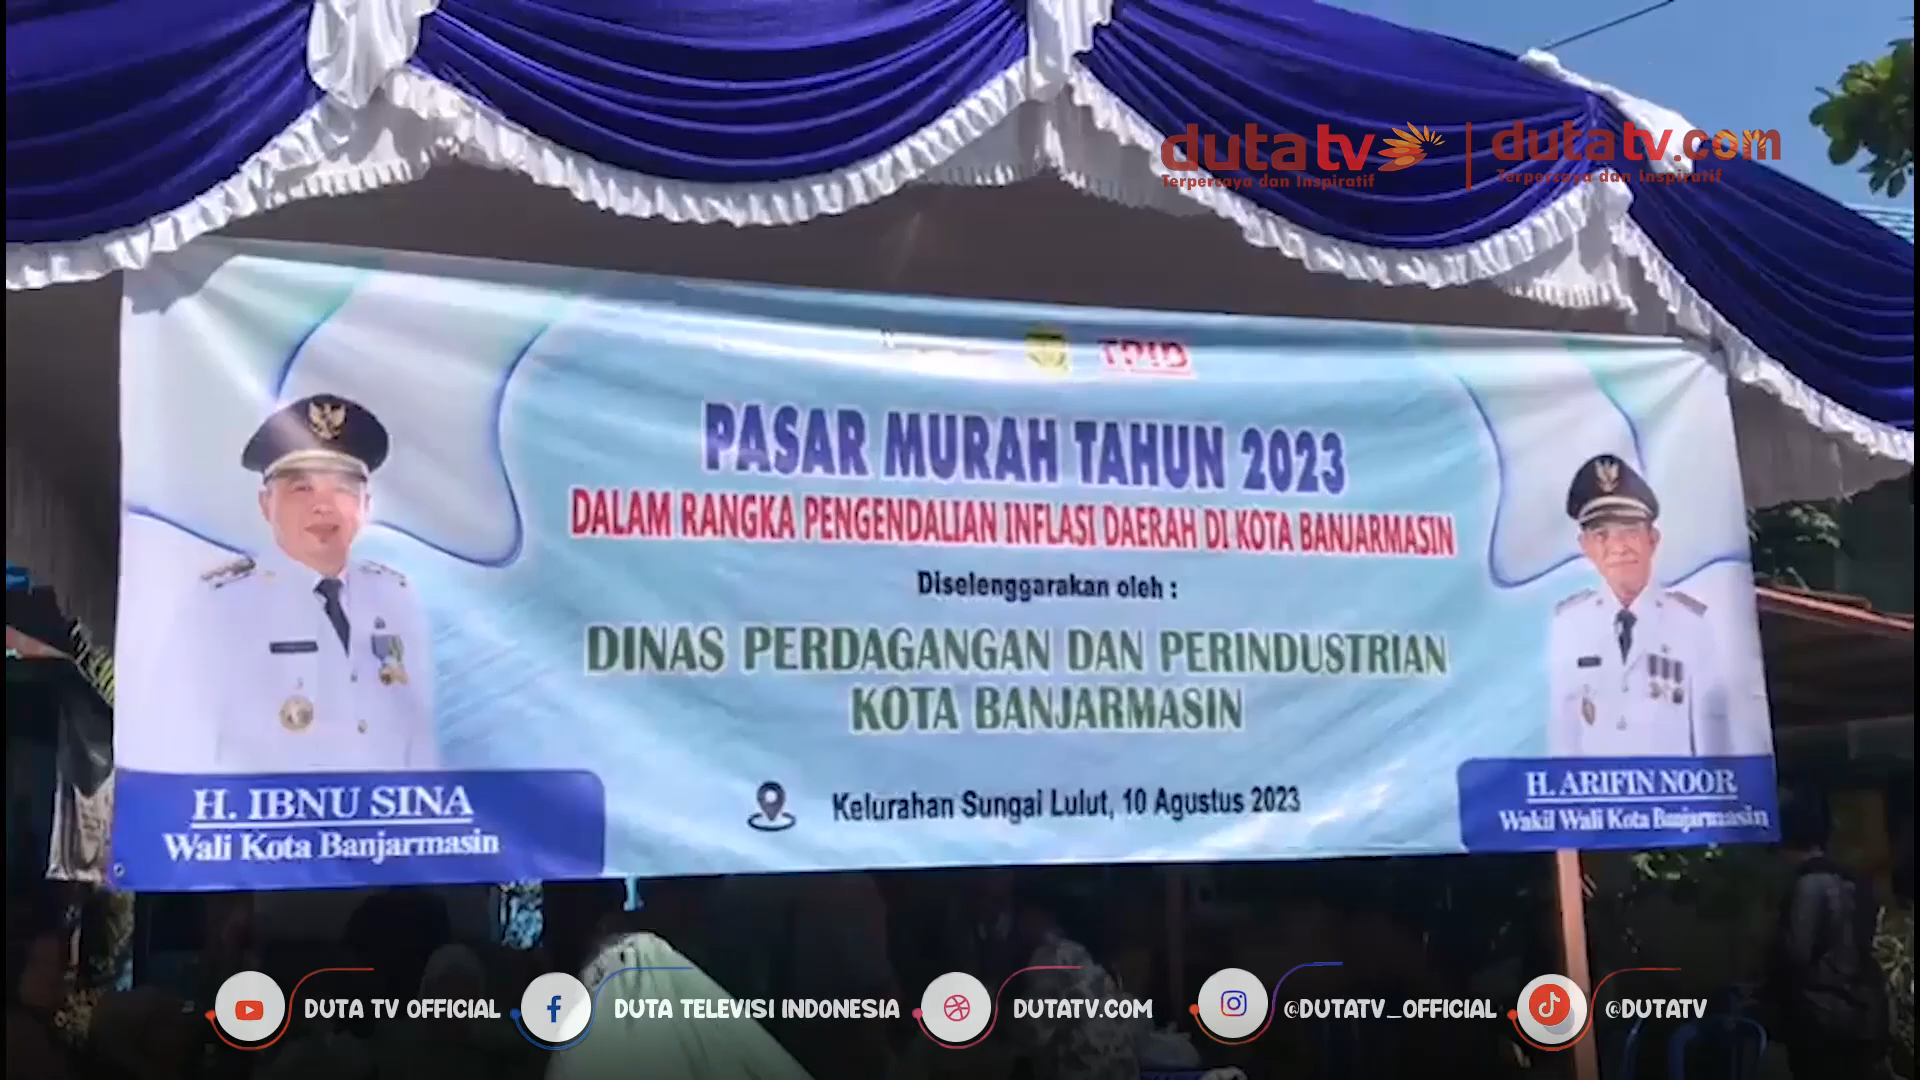 dutatv
Terpercaya dan Inspiratif
dutatv.com
Terpercaya dan Inspiratif
TPID
PASAR MURAH TAHUN 2023
DALAM RANGKA PENGENDALIAN INFLASI DAERAH DI KOTA BANJARMASIN
Diselenggarakan oleh :
DINAS PERDAGANGAN DAN PERINDUSTRIAN
KOTA BANJARMASIN
Kelurahan Sungai Lulut, 10 Agustus 2023
H. IBNU SINA
Wali Kota Banjarmasin
H. ARIFIN NOOR
Wakil Wali Kota Banjarmasin
DUTA TV OFFICIAL
DUTA TELEVISI INDONESIA
DUTATV.COM
@DUTATV_OFFICIAL
@DUTATV